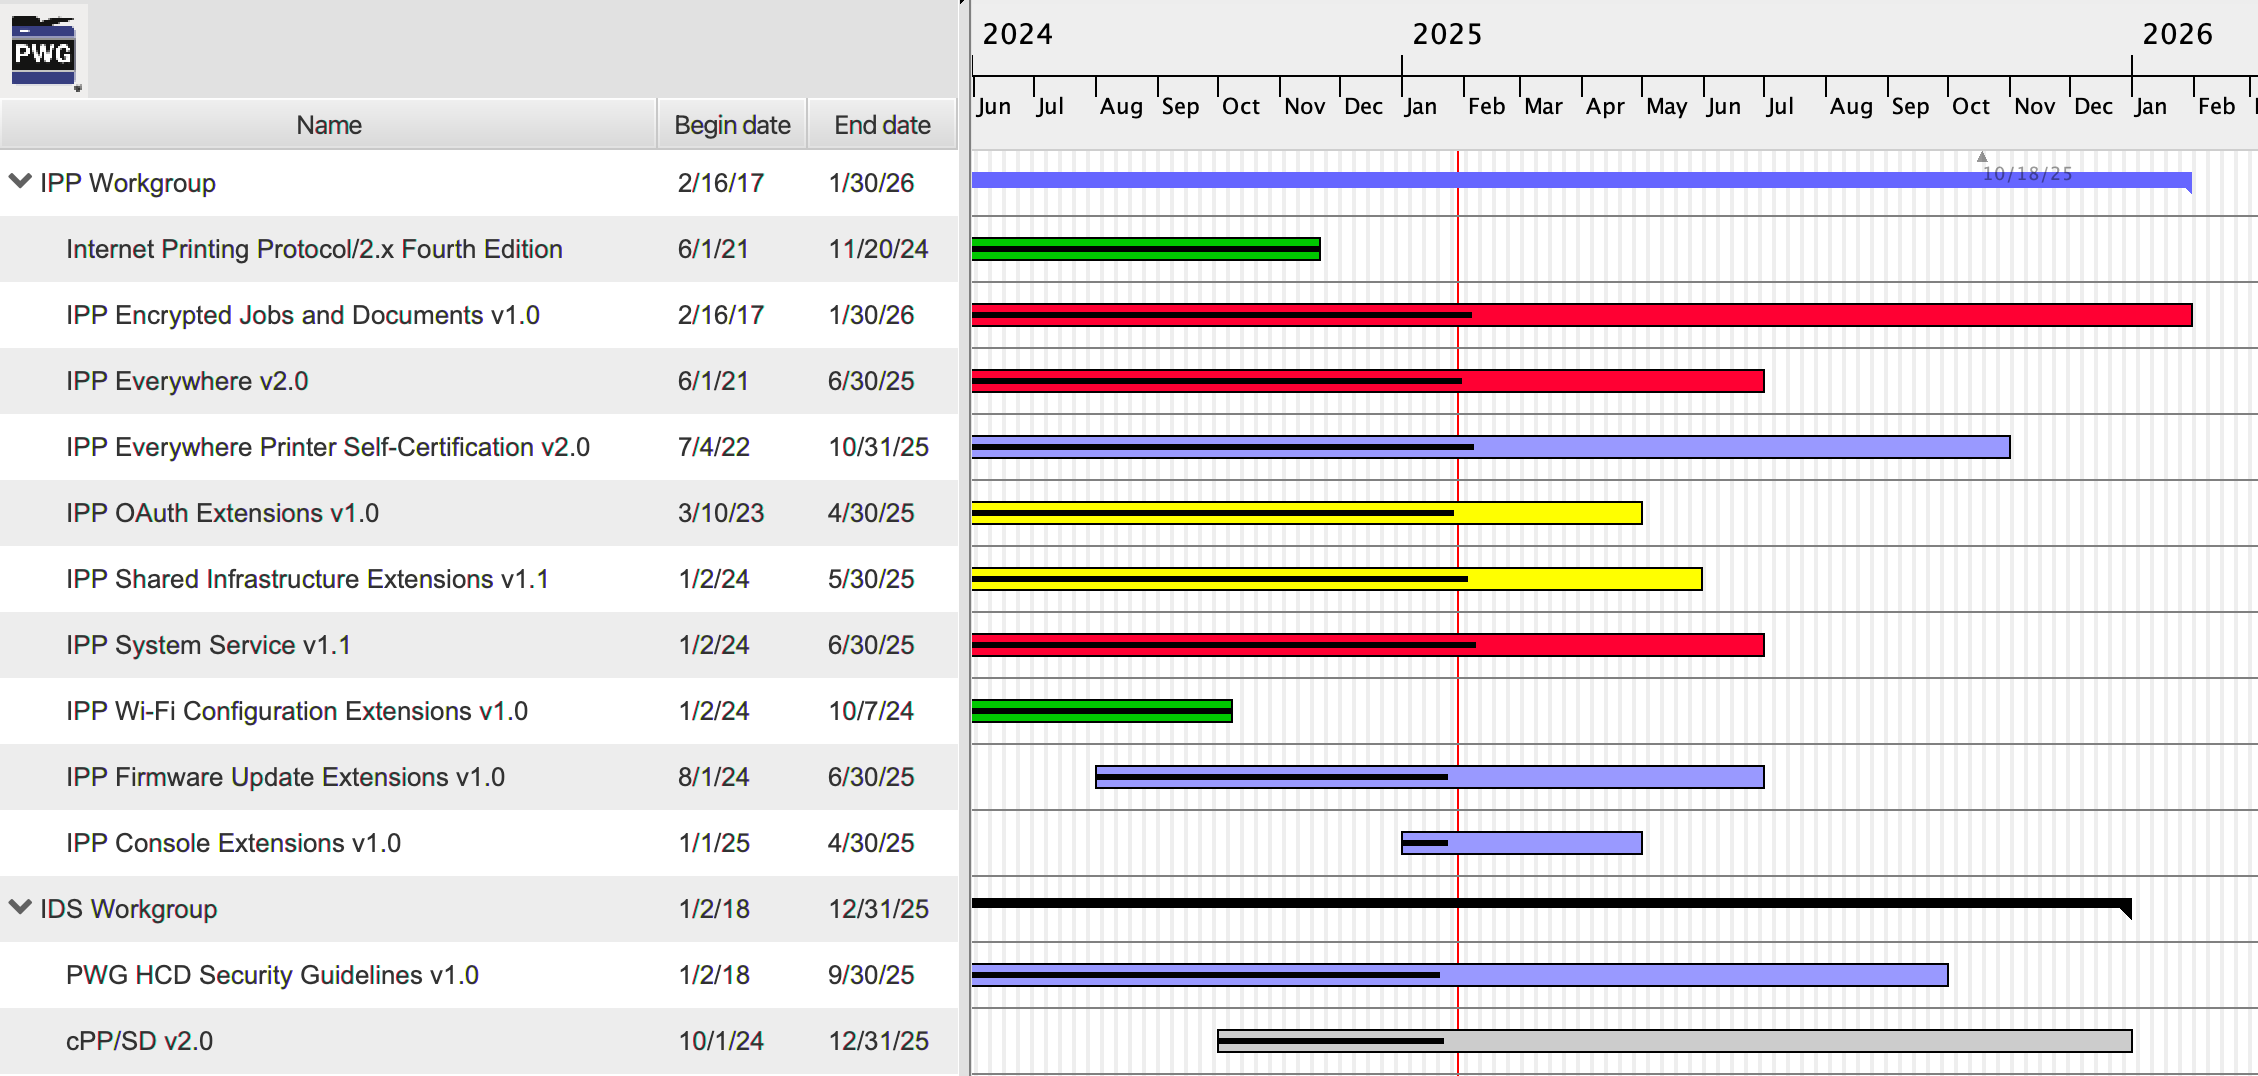 PWG
2024 2025 2026
Jun Jul Aug Sep Oct Nov Dec Jan Feb Mar Apr May Jun Jul Aug Sep Oct Nov Dec Jan Feb
Name Begin date End date
10/18/25
IPP Workgroup 2/16/17 1/30/26
Internet Printing Protocol/2.x Fourth Edition 6/1/21 11/20/24
IPP Encrypted Jobs and Documents v1.0 2/16/17 1/30/26
IPP Everywhere v2.0 6/1/21 6/30/25
IPP Everywhere Printer Self-Certification v2.0 7/4/22 10/31/25
IPP OAuth Extensions v1.0 3/10/23 4/30/25
IPP Shared Infrastructure Extensions v1.1 1/2/24 5/30/25
IPP System Service v1.1 1/2/24 6/30/25
IPP Wi-Fi Configuration Extensions v1.0 1/2/24 10/7/24
IPP Firmware Update Extensions v1.0 8/1/24 6/30/25
IPP Console Extensions v1.0 1/1/25 4/30/25
IDS Workgroup 1/2/18 12/31/25
PWG HCD Security Guidelines v1.0 1/2/18 9/30/25
cPP/SD v2.0 10/1/24 12/31/25